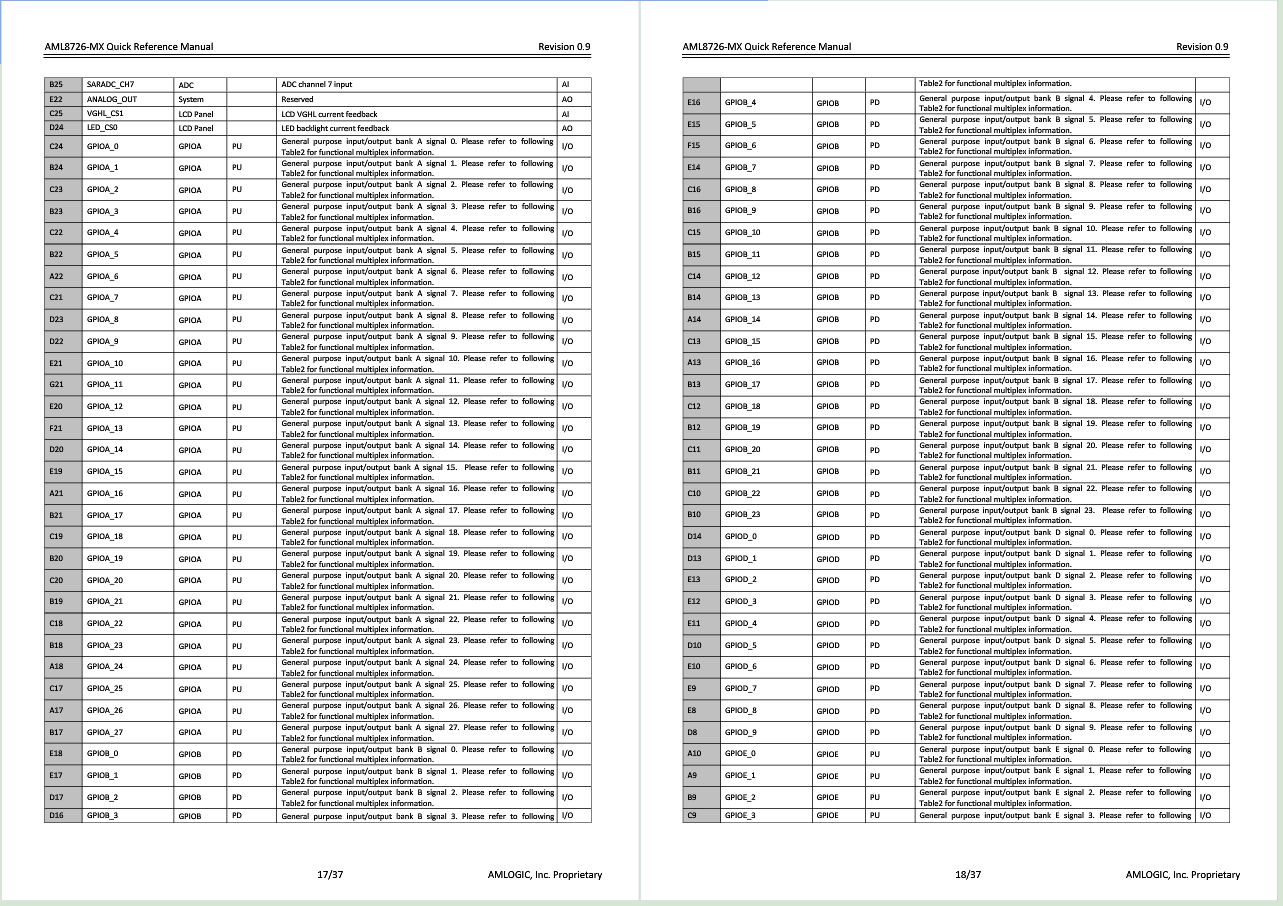 AML8726-MX Quick Reference Manual Revision 0.9
B25 SARADC_CH7 ADC ADC channel 7 input AI
E22 ANALOG_OUT System Reserved AO
C25 VGHL_CS1 LCD Panel LCD VGHL current feedback AI
D24 LED_CS0 LCD Panel LED backlight current feedback AO
C24 GPIOA_0 GPIOA PU General purpose input/output bank A signal 0. Please refer to following I/O
Table2 for functional multiplex information.
B24 GPIOA_1 GPIOA PU General purpose input/output bank A signal 1. Please refer to following I/O
Table2 for functional multiplex information.
C23 GPIOA_2 GPIOA PU General purpose input/output bank A signal 2. Please refer to following I/O
Table2 for functional multiplex information.
B23 GPIOA_3 GPIOA PU General purpose input/output bank A signal 3. Please refer to following I/O
Table2 for functional multiplex information.
C22 GPIOA_4 GPIOA PU General purpose input/output bank A signal 4. Please refer to following I/O
Table2 for functional multiplex information.
B22 GPIOA_5 GPIOA PU General purpose input/output bank A signal 5. Please refer to following I/O
Table2 for functional multiplex information.
A22 GPIOA_6 GPIOA PU General purpose input/output bank A signal 6. Please refer to following I/O
Table2 for functional multiplex information.
C21 GPIOA_7 GPIOA PU General purpose input/output bank A signal 7. Please refer to following I/O
Table2 for functional multiplex information.
D23 GPIOA_8 GPIOA PU General purpose input/output bank A signal 8. Please refer to following I/O
Table2 for functional multiplex information.
D22 GPIOA_9 GPIOA PU General purpose input/output bank A signal 9. Please refer to following I/O
Table2 for functional multiplex information.
E21 GPIOA_10 GPIOA PU General purpose input/output bank A signal 10. Please refer to following I/O
Table2 for functional multiplex information.
G21 GPIOA_11 GPIOA PU General purpose input/output bank A signal 11. Please refer to following I/O
Table2 for functional multiplex information.
E20 GPIOA_12 GPIOA PU General purpose input/output bank A signal 12. Please refer to following I/O
Table2 for functional multiplex information.
F21 GPIOA_13 GPIOA PU General purpose input/output bank A signal 13. Please refer to following I/O
Table2 for functional multiplex information.
D20 GPIOA_14 GPIOA PU General purpose input/output bank A signal 14. Please refer to following I/O
Table2 for functional multiplex information.
E19 GPIOA_15 GPIOA PU General purpose input/output bank A signal 15. Please refer to following I/O
Table2 for functional multiplex information.
A21 GPIOA_16 GPIOA PU General purpose input/output bank A signal 16. Please refer to following I/O
Table2 for functional multiplex information.
B21 GPIOA_17 GPIOA PU General purpose input/output bank A signal 17. Please refer to following I/O
Table2 for functional multiplex information.
C19 GPIOA_18 GPIOA PU General purpose input/output bank A signal 18. Please refer to following I/O
Table2 for functional multiplex information.
B20 GPIOA_19 GPIOA PU General purpose input/output bank A signal 19. Please refer to following I/O
Table2 for functional multiplex information.
C20 GPIOA_20 GPIOA PU General purpose input/output bank A signal 20. Please refer to following I/O
Table2 for functional multiplex information.
B19 GPIOA_21 GPIOA PU General purpose input/output bank A signal 21. Please refer to following I/O
Table2 for functional multiplex information.
C18 GPIOA_22 GPIOA PU General purpose input/output bank A signal 22. Please refer to following I/O
Table2 for functional multiplex information.
B18 GPIOA_23 GPIOA PU General purpose input/output bank A signal 23. Please refer to following I/O
Table2 for functional multiplex information.
A18 GPIOA_24 GPIOA PU General purpose input/output bank A signal 24. Please refer to following I/O
Table2 for functional multiplex information.
C17 GPIOA_25 GPIOA PU General purpose input/output bank A signal 25. Please refer to following I/O
Table2 for functional multiplex information.
A17 GPIOA_26 GPIOA PU General purpose input/output bank A signal 26. Please refer to following I/O
Table2 for functional multiplex information.
B17 GPIOA_27 GPIOA PU General purpose input/output bank A signal 27. Please refer to following I/O
Table2 for functional multiplex information.
E18 GPIOB_0 GPIOB PD General purpose input/output bank B signal 0. Please refer to following I/O
Table2 for functional multiplex information.
E17 GPIOB_1 GPIOB PD General purpose input/output bank B signal 1. Please refer to following I/O
Table2 for functional multiplex information.
D17 GPIOB_2 GPIOB PD General purpose input/output bank B signal 2. Please refer to following I/O
Table2 for functional multiplex information.
D16 GPIOB_3 GPIOB PD General purpose input/output bank B signal 3. Please refer to following I/O
17/37 AMLOGIC, Inc. Proprietary
AML8726-MX Quick Reference Manual Revision 0.9
Table2 for functional multiplex information.
E16 GPIOB_4 GPIOB PD General purpose input/output bank B signal 4. Please refer to following I/O
Table2 for functional multiplex information.
E15 GPIOB_5 GPIOB PD General purpose input/output bank B signal 5. Please refer to following I/O
Table2 for functional multiplex information.
F15 GPIOB_6 GPIOB PD General purpose input/output bank B signal 6. Please refer to following I/O
Table2 for functional multiplex information.
E14 GPIOB_7 GPIOB PD General purpose input/output bank B signal 7. Please refer to following I/O
Table2 for functional multiplex information.
C16 GPIOB_8 GPIOB PD General purpose input/output bank B signal 8. Please refer to following I/O
Table2 for functional multiplex information.
B16 GPIOB_9 GPIOB PD General purpose input/output bank B signal 9. Please refer to following I/O
Table2 for functional multiplex information.
C15 GPIOB_10 GPIOB PD General purpose input/output bank B signal 10. Please refer to following I/O
Table2 for functional multiplex information.
B15 GPIOB_11 GPIOB PD General purpose input/output bank B signal 11. Please refer to following I/O
Table2 for functional multiplex information.
C14 GPIOB_12 GPIOB PD General purpose input/output bank B signal 12. Please refer to following I/O
Table2 for functional multiplex information.
B14 GPIOB_13 GPIOB PD General purpose input/output bank B signal 13. Please refer to following I/O
Table2 for functional multiplex information.
A14 GPIOB_14 GPIOB PD General purpose input/output bank B signal 14. Please refer to following I/O
Table2 for functional multiplex information.
C13 GPIOB_15 GPIOB PD General purpose input/output bank B signal 15. Please refer to following I/O
Table2 for functional multiplex information.
A13 GPIOB_16 GPIOB PD General purpose input/output bank B signal 16. Please refer to following I/O
Table2 for functional multiplex information.
B13 GPIOB_17 GPIOB PD General purpose input/output bank B signal 17. Please refer to following I/O
Table2 for functional multiplex information.
C12 GPIOB_18 GPIOB PD General purpose input/output bank B signal 18. Please refer to following I/O
Table2 for functional multiplex information.
B12 GPIOB_19 GPIOB PD General purpose input/output bank B signal 19. Please refer to following I/O
Table2 for functional multiplex information.
C11 GPIOB_20 GPIOB PD General purpose input/output bank B signal 20. Please refer to following I/O
Table2 for functional multiplex information.
B11 GPIOB_21 GPIOB PD General purpose input/output bank B signal 21. Please refer to following I/O
Table2 for functional multiplex information.
C10 GPIOB_22 GPIOB PD General purpose input/output bank B signal 22. Please refer to following I/O
Table2 for functional multiplex information.
B10 GPIOB_23 GPIOB PD General purpose input/output bank B signal 23. Please refer to following I/O
Table2 for functional multiplex information.
D14 GPIOD_0 GPIOD PD General purpose input/output bank D signal 0. Please refer to following I/O
Table2 for functional multiplex information.
D13 GPIOD_1 GPIOD PD General purpose input/output bank D signal 1. Please refer to following I/O
Table2 for functional multiplex information.
E13 GPIOD_2 GPIOD PD General purpose input/output bank D signal 2. Please refer to following I/O
Table2 for functional multiplex information.
E12 GPIOD_3 GPIOD PD General purpose input/output bank D signal 3. Please refer to following I/O
Table2 for functional multiplex information.
E11 GPIOD_4 GPIOD PD General purpose input/output bank D signal 4. Please refer to following I/O
Table2 for functional multiplex information.
D10 GPIOD_5 GPIOD PD General purpose input/output bank D signal 5. Please refer to following I/O
Table2 for functional multiplex information.
E10 GPIOD_6 GPIOD PD General purpose input/output bank D signal 6. Please refer to following I/O
Table2 for functional multiplex information.
E9 GPIOD_7 GPIOD PD General purpose input/output bank D signal 7. Please refer to following I/O
Table2 for functional multiplex information.
E8 GPIOD_8 GPIOD PD General purpose input/output bank D signal 8. Please refer to following I/O
Table2 for functional multiplex information.
D8 GPIOD_9 GPIOD PD General purpose input/output bank D signal 9. Please refer to following I/O
Table2 for functional multiplex information.
A10 GPIOE_0 GPIOE PU General purpose input/output bank E signal 0. Please refer to following I/O
Table2 for functional multiplex information.
A9 GPIOE_1 GPIOE PU General purpose input/output bank E signal 1. Please refer to following I/O
Table2 for functional multiplex information.
B9 GPIOE_2 GPIOE PU General purpose input/output bank E signal 2. Please refer to following I/O
Table2 for functional multiplex information.
C9 GPIOE_3 GPIOE PU General purpose input/output bank E signal 3. Please refer to following I/O
18/37 AMLOGIC, Inc. Proprietary